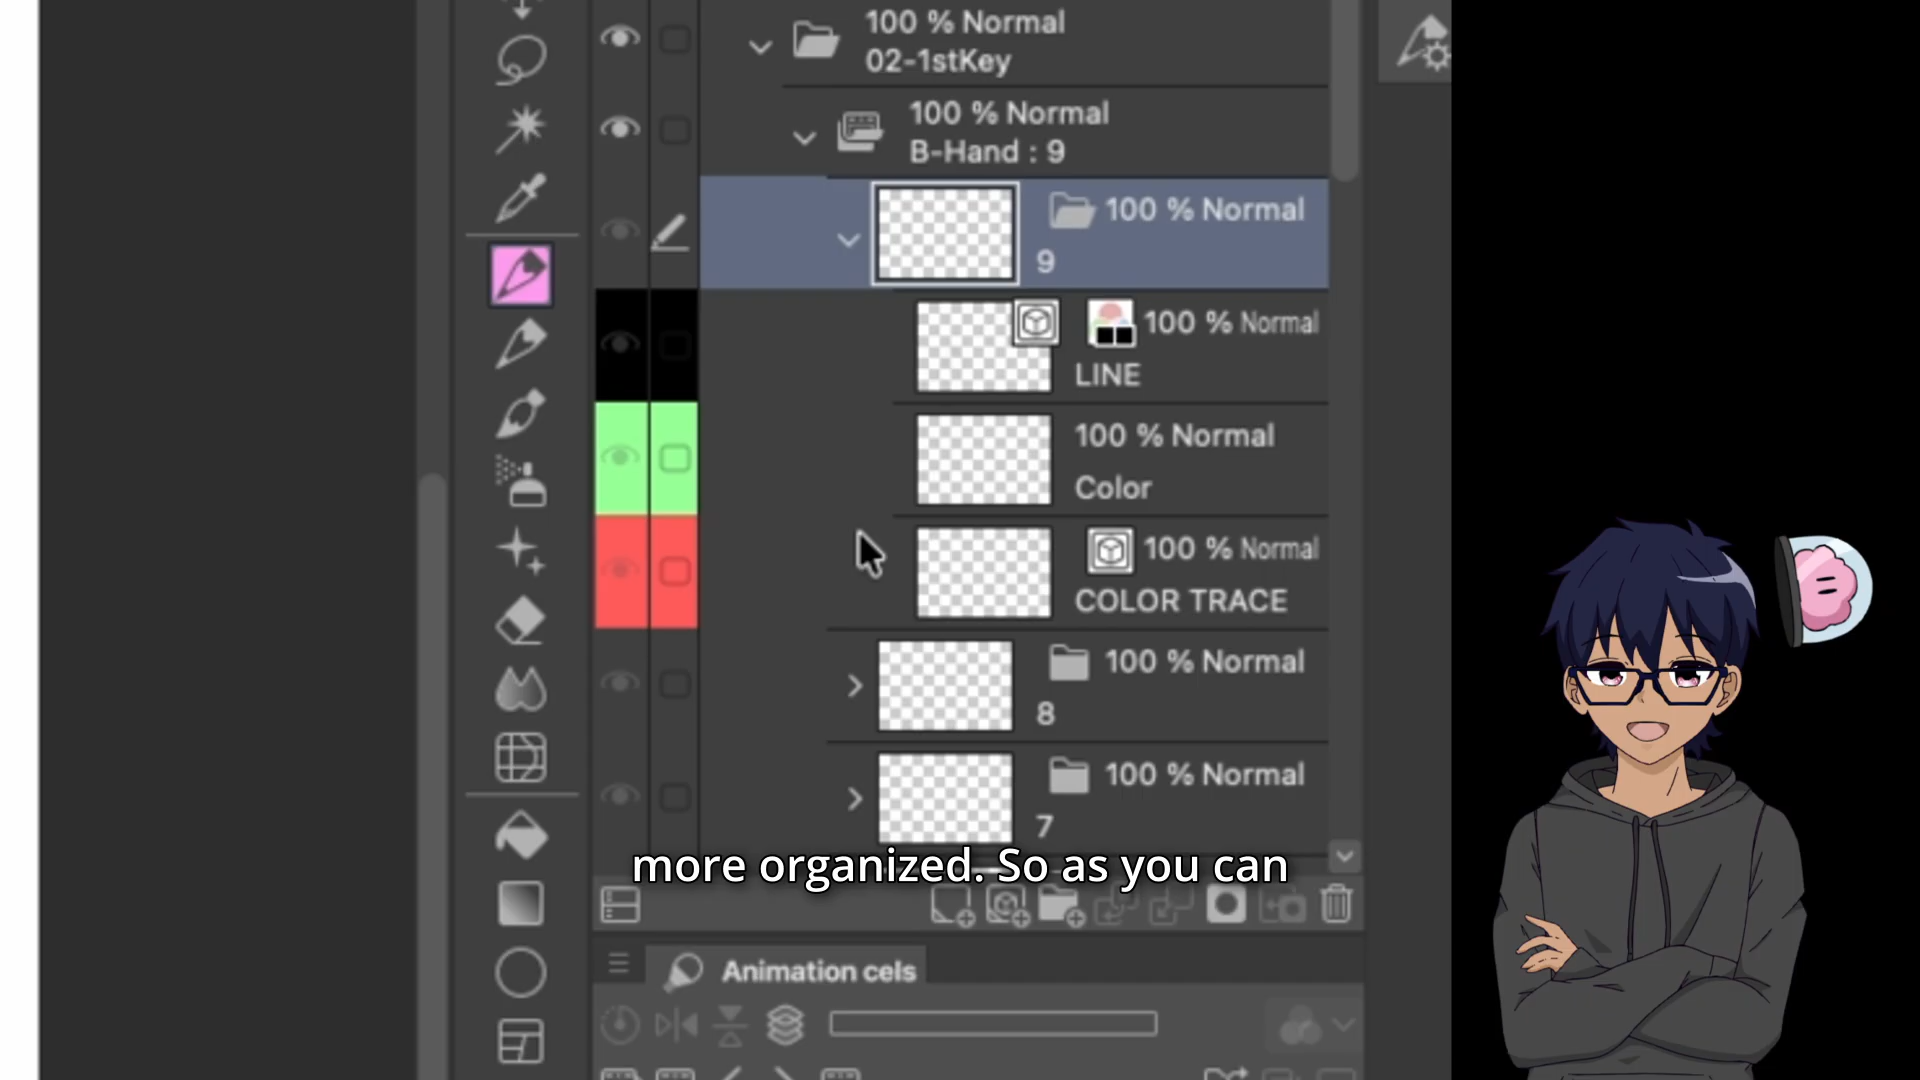 100 % Normal
02-1stKey
100 % Normal
B-Hand : 9
100 % Normal
9
100 % Normal
LINE
100 % Normal
Color
100 % Normal
COLOR TRACE
100 % Normal
8
100 % Normal
7
more organized. So as you can
Animation cels